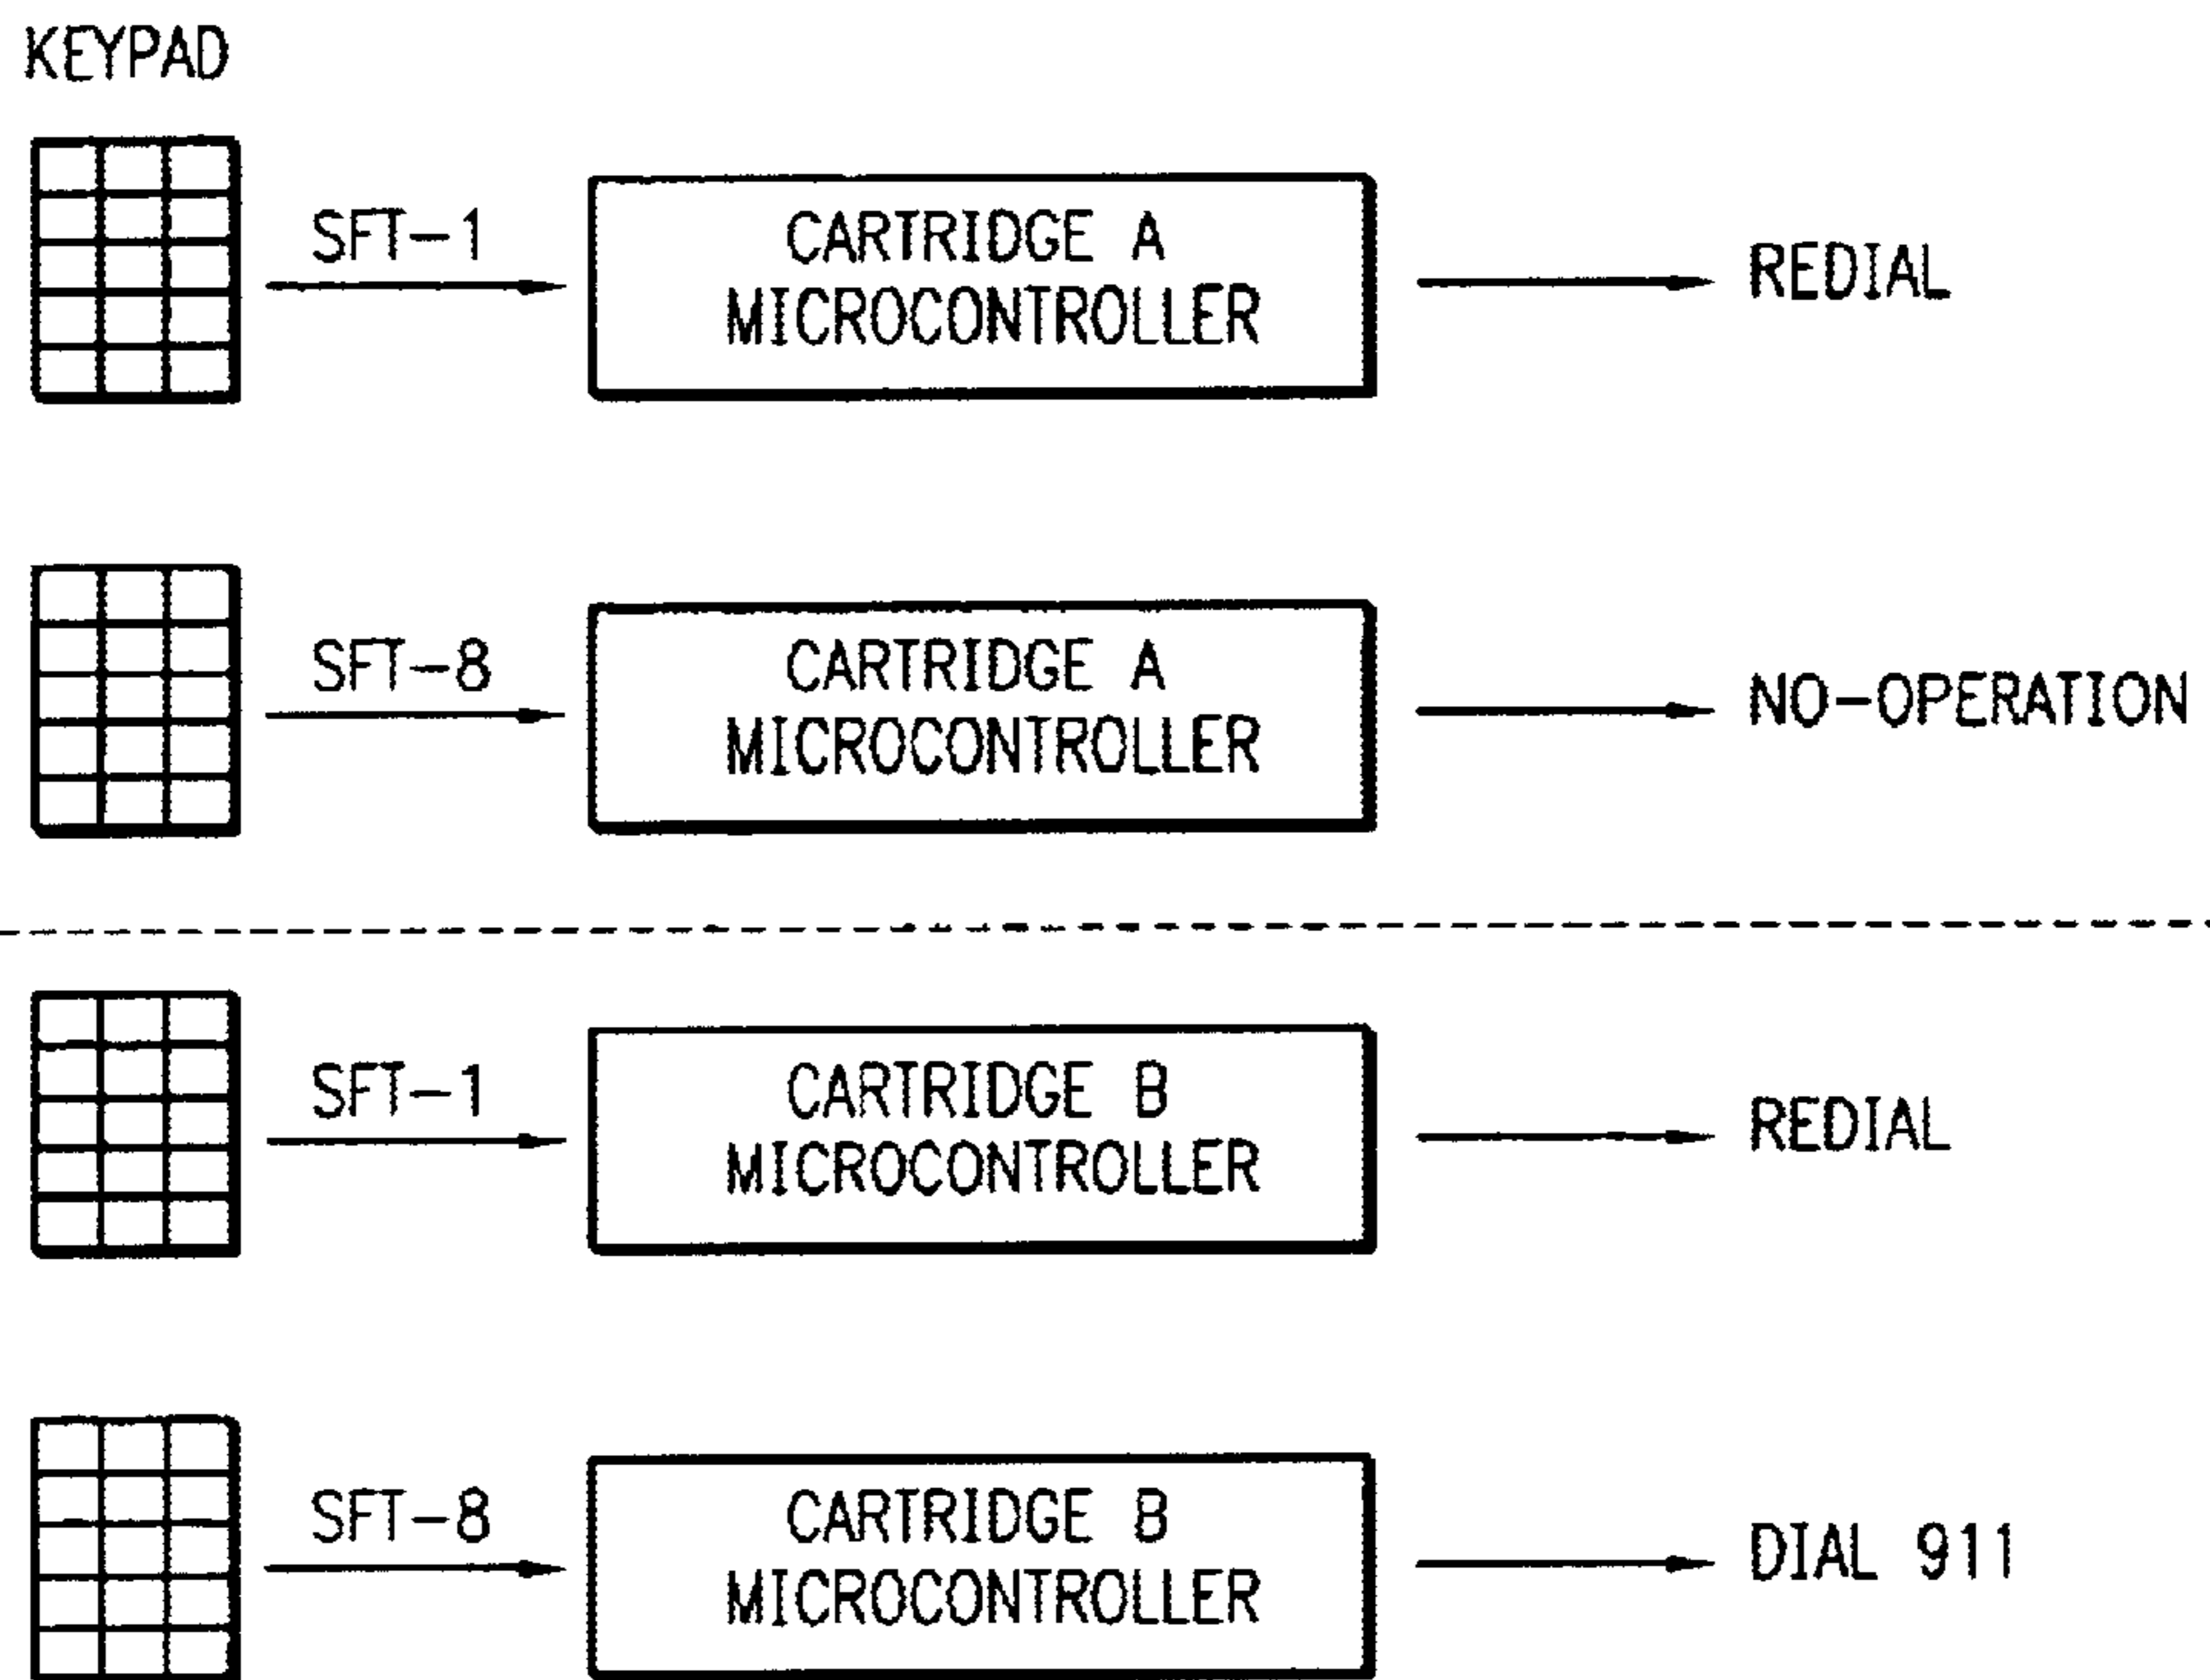 KEYPAD
SFT-1
CARTRIDGE A
MICROCONTROLLER
REDIAL
SFT-8
CARTRIDGE A
MICROCONTROLLER
NO-OPERATION
SFT-1
CARTRIDGE B
MICROCONTROLLER
REDIAL
SFT-8
CARTRIDGE B
MICROCONTROLLER
DIAL 911